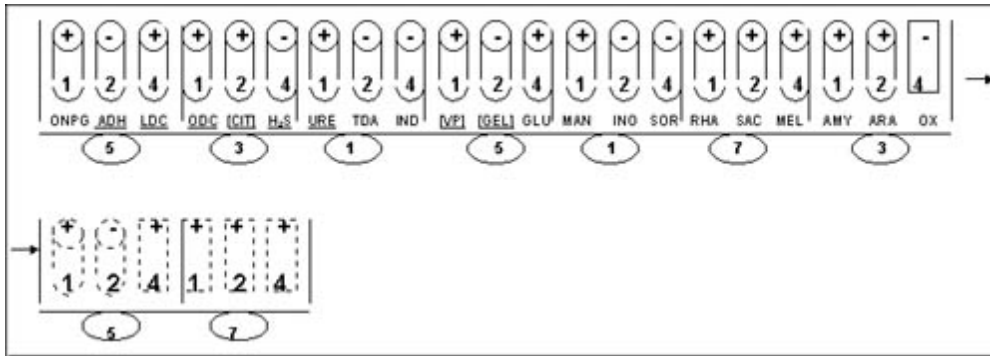 + - + + + - + - - + - + + - - + + + + + -
1 2 4 1 2 4 1 2 4 1 2 4 1 2 4 1 2 4 1 2 4
ONPG ADH LDC ODC [CIT] H₂S URE TDA IND [VP] [GEL] GLU MAN INO SOR RHA SAC MEL AMY ARA OX
5 3 1 5 1 7 3
+ - + + + +
1 2 4 1 2 4
5 7